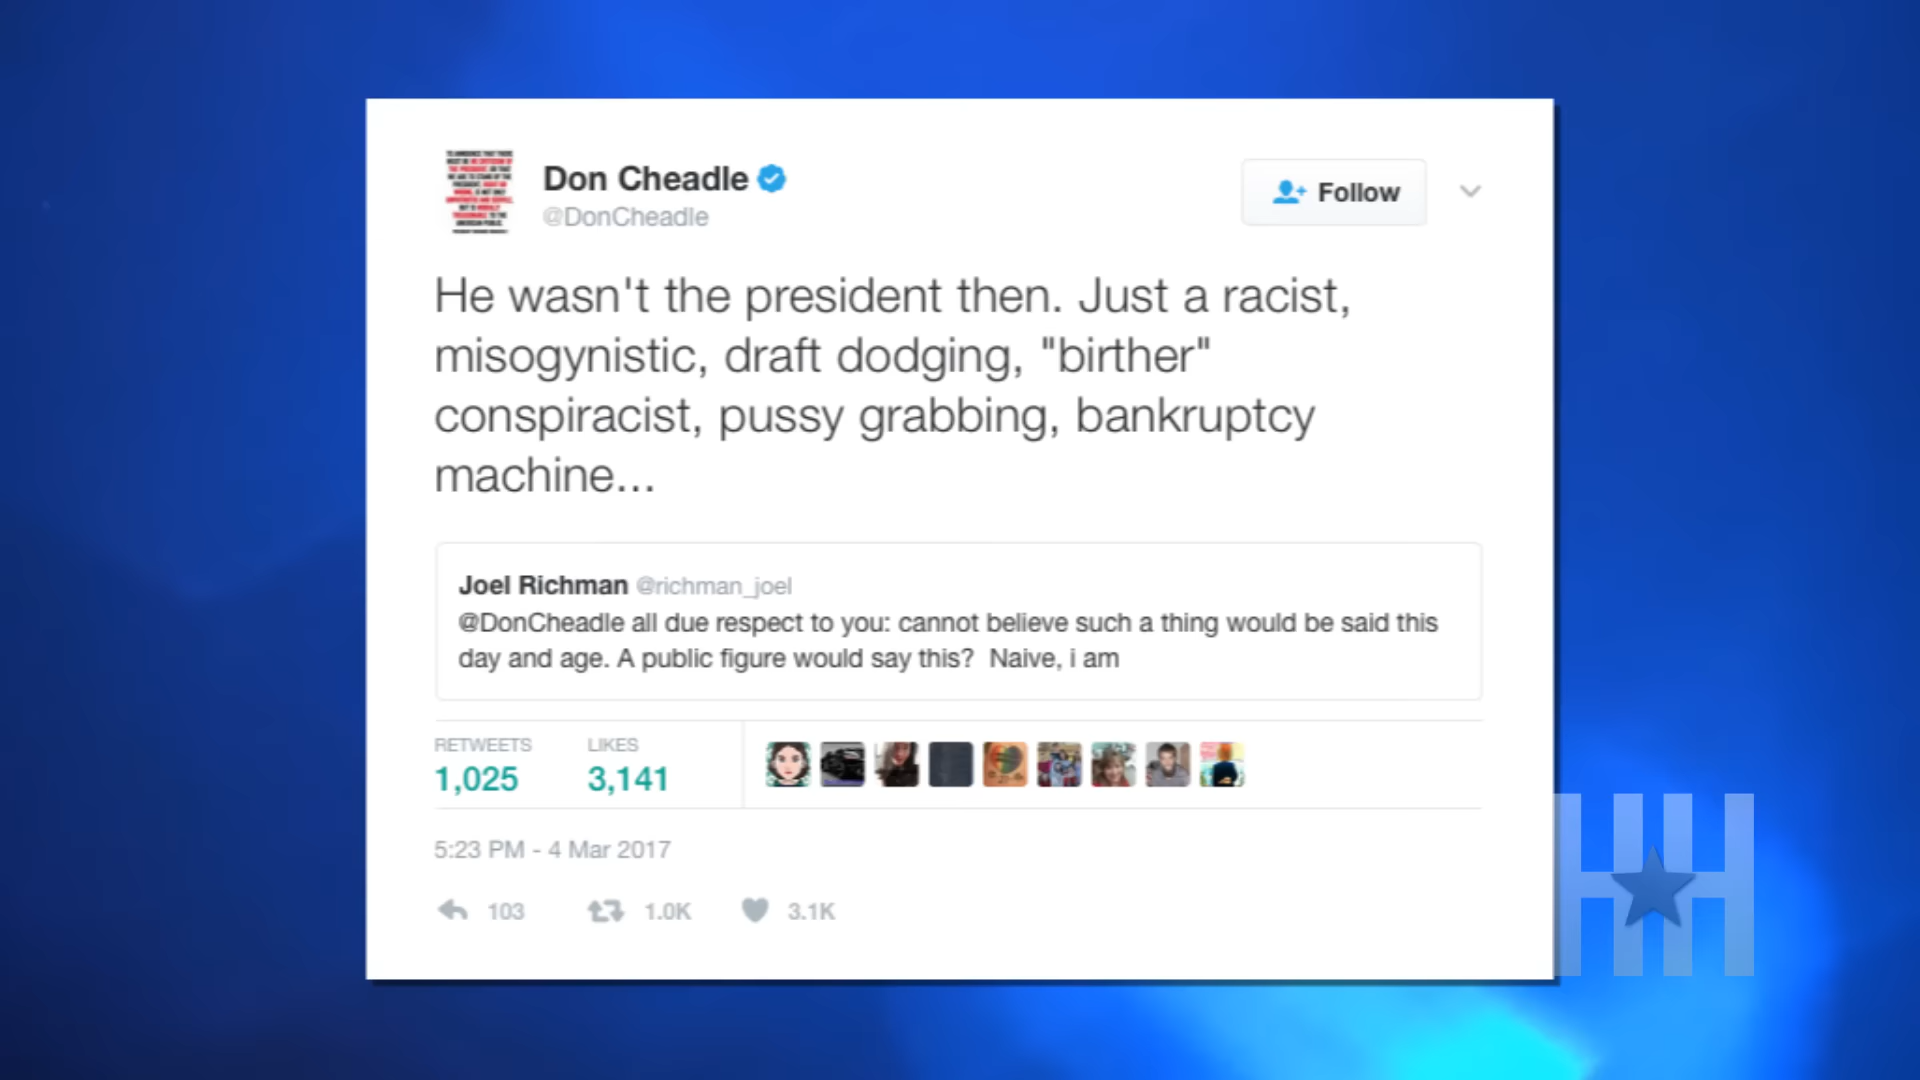 Don Cheadle
@DonCheadle
Follow
He wasn't the president then. Just a racist,
misogynistic, draft dodging, "birther"
conspiracist, pussy grabbing, bankruptcy
machine...
Joel Richman @richman_joel
@DonCheadle all due respect to you: cannot believe such a thing would be said this
day and age. A public figure would say this?  Naive, i am
RETWEETS LIKES
1,025 3,141
5:23 PM - 4 Mar 2017
103 1.0K 3.1K
HH